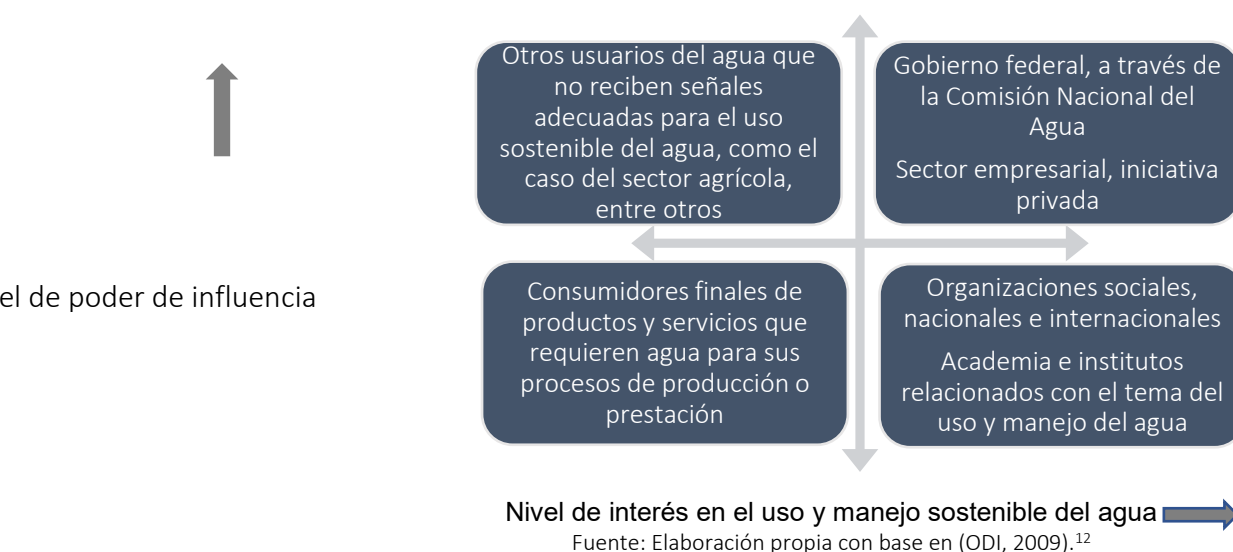 Otros usuarios del agua que
no reciben señales
adecuadas para el uso
sostenible del agua, como el
caso del sector agrícola,
entre otros
Gobierno federal, a través de
la Comisión Nacional del
Agua
Sector empresarial, iniciativa
privada
el de poder de influencia
Consumidores finales de
productos y servicios que
requieren agua para sus
procesos de producción o
prestación
Organizaciones sociales,
nacionales e internacionales
Academia e institutos
relacionados con el tema del
uso y manejo del agua
Nivel de interés en el uso y manejo sostenible del agua
Fuente: Elaboración propia con base en (ODI, 2009).¹²